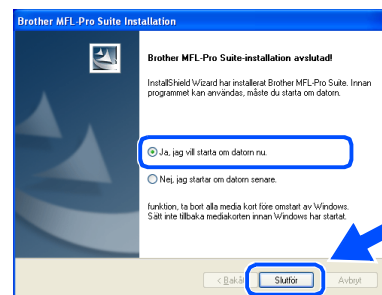 Brother MFL-Pro Suite Installation
Brother MFL-Pro Suite-installation avslutad!
InstallShield Wizard har installerat Brother MFL-Pro Suite. Innan
programmet kan användas, måste du starta om datorn.
Ja, jag vill starta om datorn nu.
Nej, jag startar om datorn senare.
funktion, ta bort alla media kort före omstart av Windows.
Sätt inte tillbaka mediakorten innan Windows har startat.
< Bakåt
Slutför
Avbryt